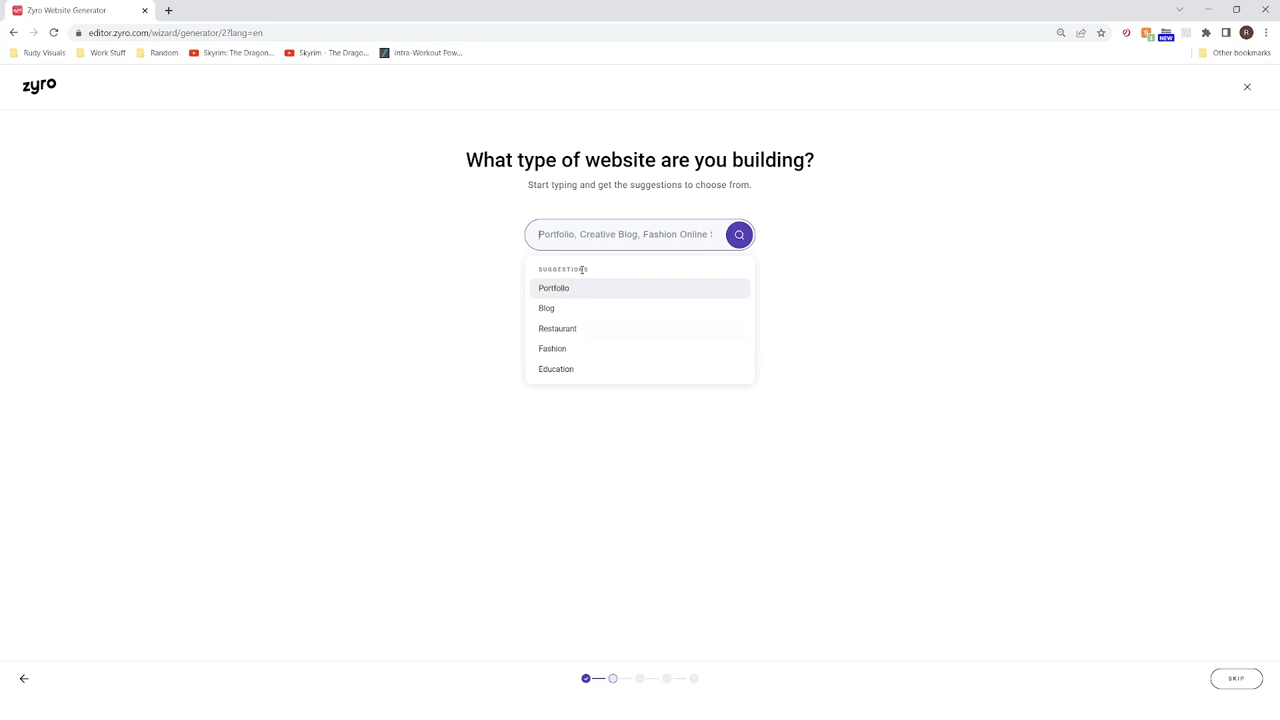 Zyro Website Generator
editor.zyro.com/wizard/generator/2?lang=en
NEW
R
Rudy Visuals
Work Stuff
Random
Skyrim: The Dragon...
Skyrim - The Drago...
Intra-Workout Pow...
Other bookmarks
zyro
What type of website are you building?
Start typing and get the suggestions to choose from.
Portfolio, Creative Blog, Fashion Online
SUGGESTIONS
Portfolio
Blog
Restaurant
Fashion
Education
SKIP